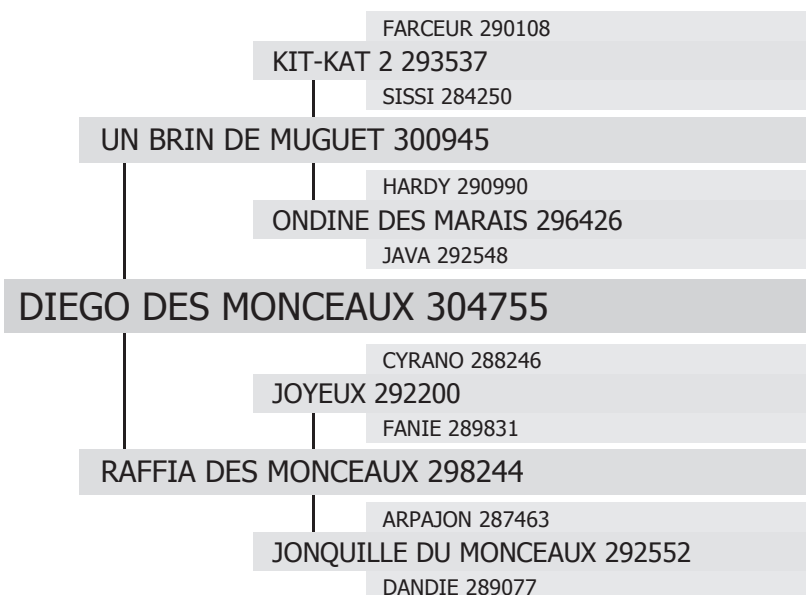 FARCEUR 290108
KIT-KAT 2 293537
SISSI 284250
UN BRIN DE MUGUET 300945
HARDY 290990
ONDINE DES MARAIS 296426
JAVA 292548
DIEGO DES MONCEAUX 304755
CYRANO 288246
JOYEUX 292200
FANIE 289831
RAFFIA DES MONCEAUX 298244
ARPAJON 287463
JONQUILLE DU MONCEAUX 292552
DANDIE 289077